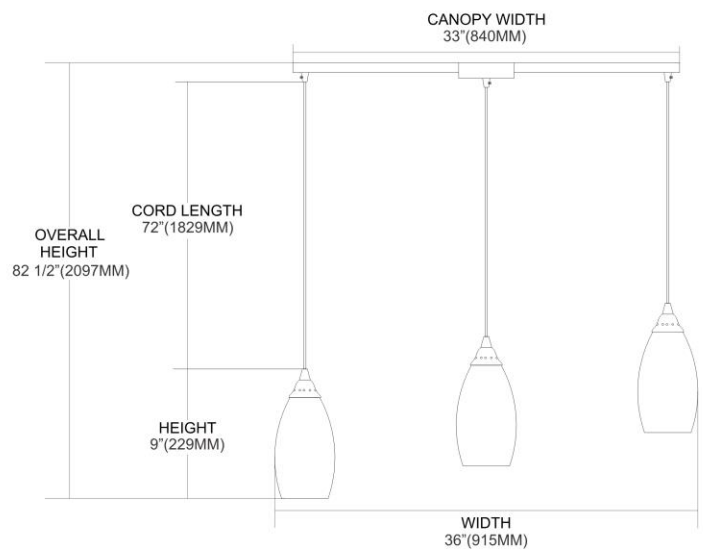 CANOPY WIDTH
33”(840MM)
CORD LENGTH
72”(1829MM)
OVERALL
HEIGHT
82 1/2”(2097MM)
HEIGHT
9”(229MM)
WIDTH
36”(915MM)